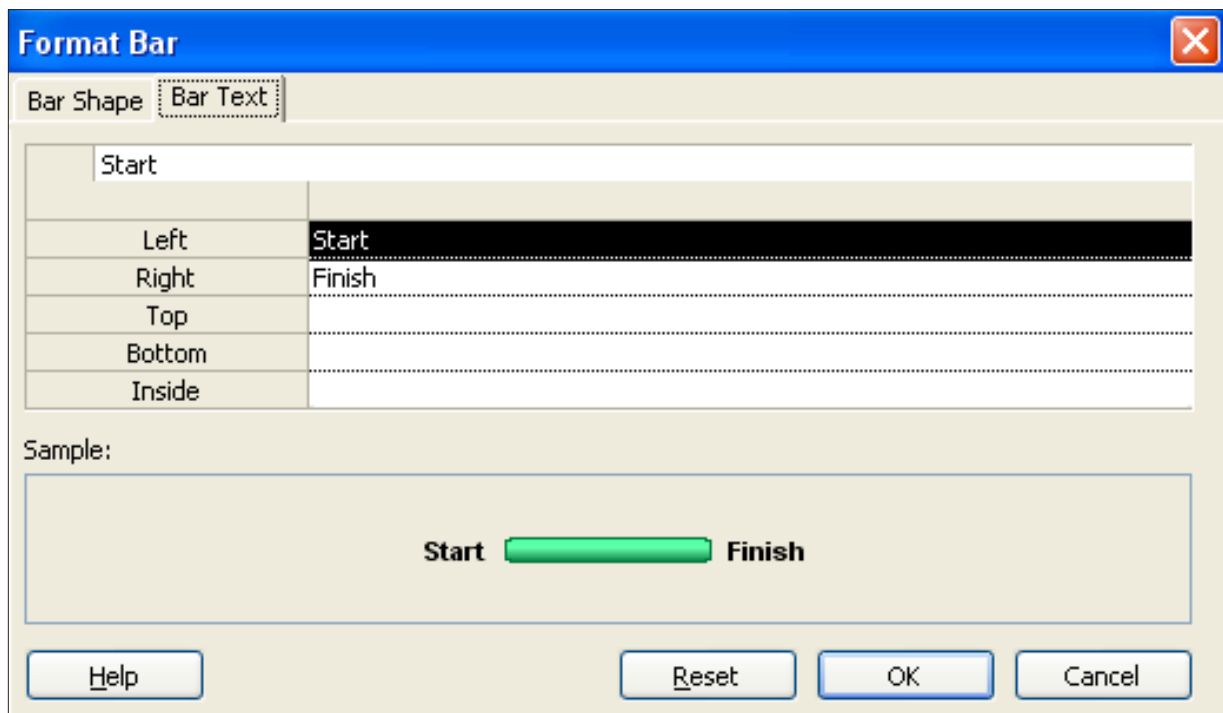 Format Bar
Bar Shape Bar Text
Start
Left Start
Right Finish
Top
Bottom
Inside
Sample:
Start Finish
Help Reset OK Cancel